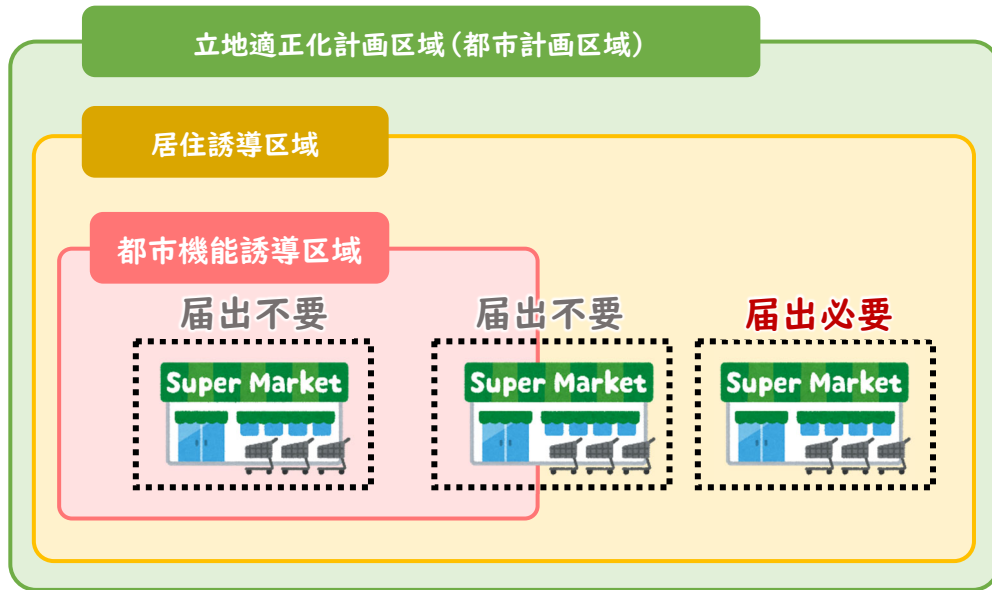 立地適正化計画区域（都市計画区域）
居住誘導区域
都市機能誘導区域
届出不要
届出不要
届出必要
Super Market
Super Market
Super Market